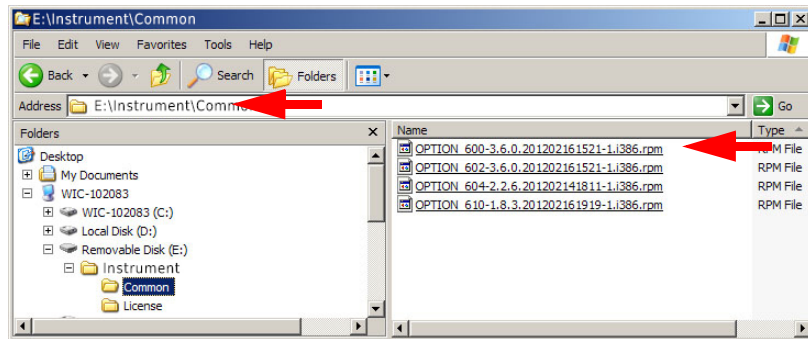 E:\Instrument\Common
File Edit View Favorites Tools Help
Back Search Folders
Address E:\Instrument\Common Go
Folders x Name Type
Desktop
My Documents
WIC-102083
WIC-102083 (C:)
Local Disk (D:)
Removable Disk (E:)
Instrument
Common
License
OPTION_600-3.6.0.201202161521-1.i386.rpm RPM File
OPTION_602-3.6.0.201202161521-1.i386.rpm RPM File
OPTION_604-2.2.6.201202141811-1.i386.rpm RPM File
OPTION_610-1.8.3.201202161919-1.i386.rpm RPM File